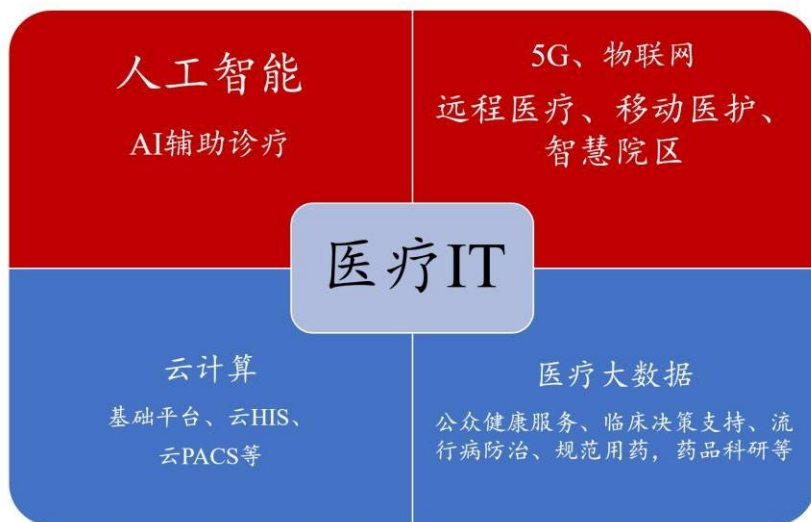 人工智能
AI辅助诊疗
5G、物联网
远程医疗、移动医护、
智慧院区
医疗IT
云计算
基础平台、云HIS、
云PACS等
医疗大数据
公众健康服务、临床决策支持、流
行病防治、规范用药，药品科研等